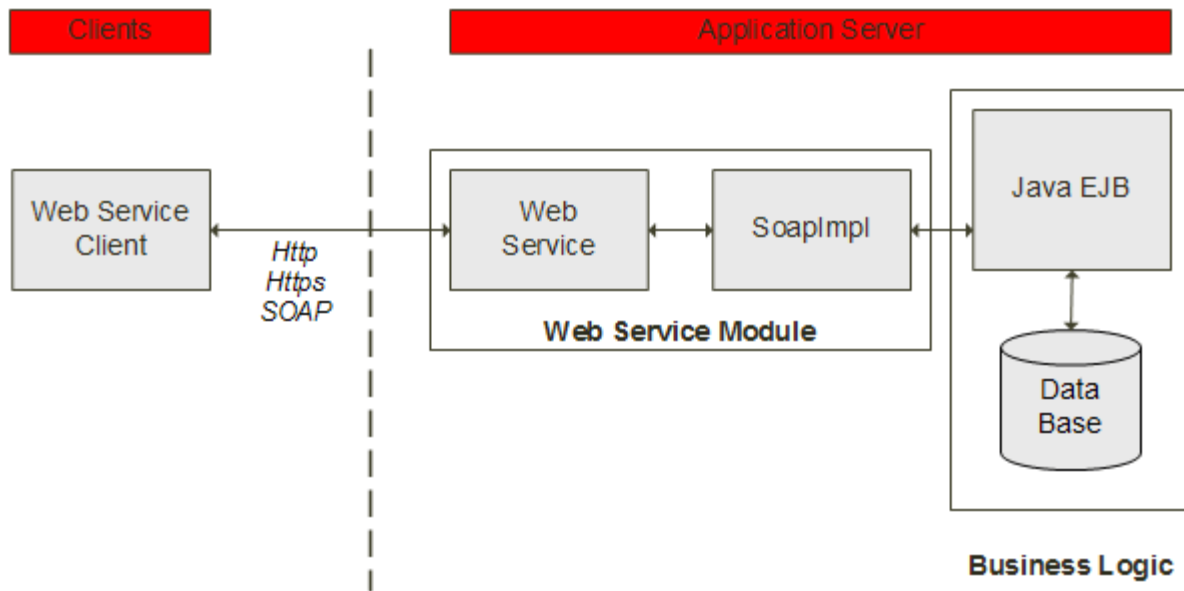 Clients
Application Server
Web Service
Client
Http
Https
SOAP
Web
Service
SoapImpl
Web Service Module
Java EJB
Data
Base
Business Logic